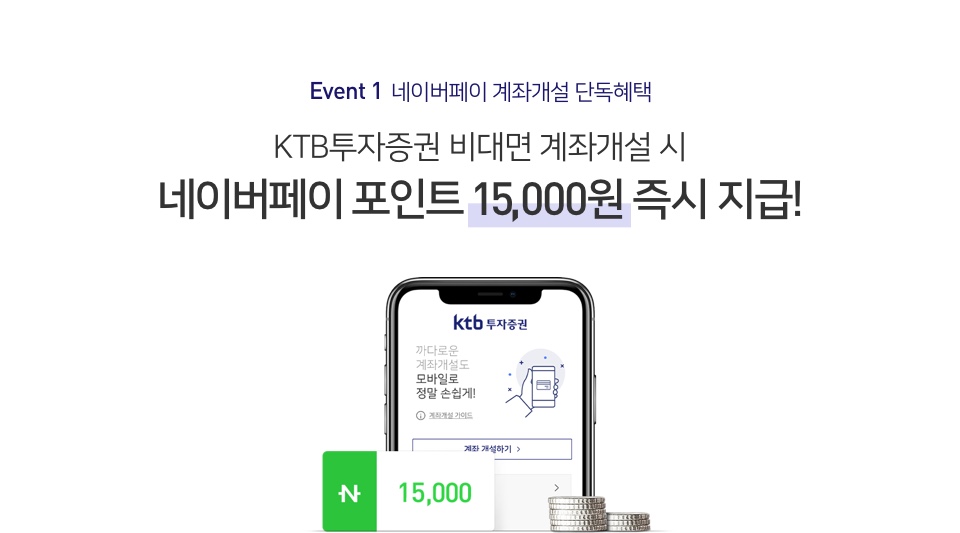 Event 1 네이버페이 계좌개설 단독혜택
KTB투자증권 비대면 계좌개설 시
네이버페이 포인트 15,000원 즉시 지급!
ktb 투자증권
까다로운
계좌개설도
모바일로
정말 손쉽게!
계좌개설 가이드
계좌 개설하기 >
N 15,000